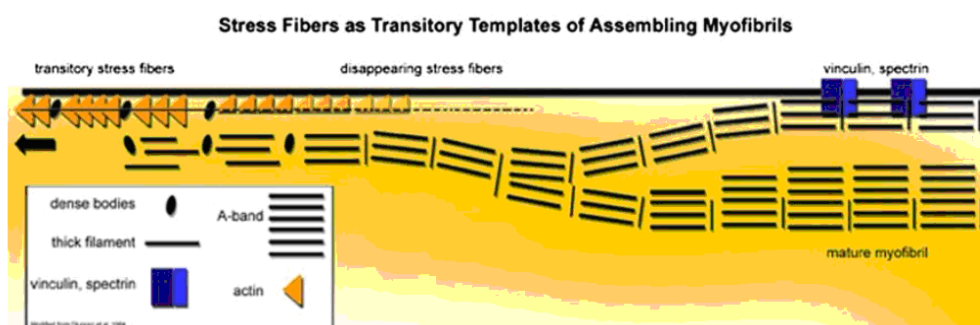 Stress Fibers as Transitory Templates of Assembling Myofibrils
transitory stress fibers
disappearing stress fibers
vinculin, spectrin
dense bodies
A-band
thick filament
vinculin, spectrin
actin
mature myofibril